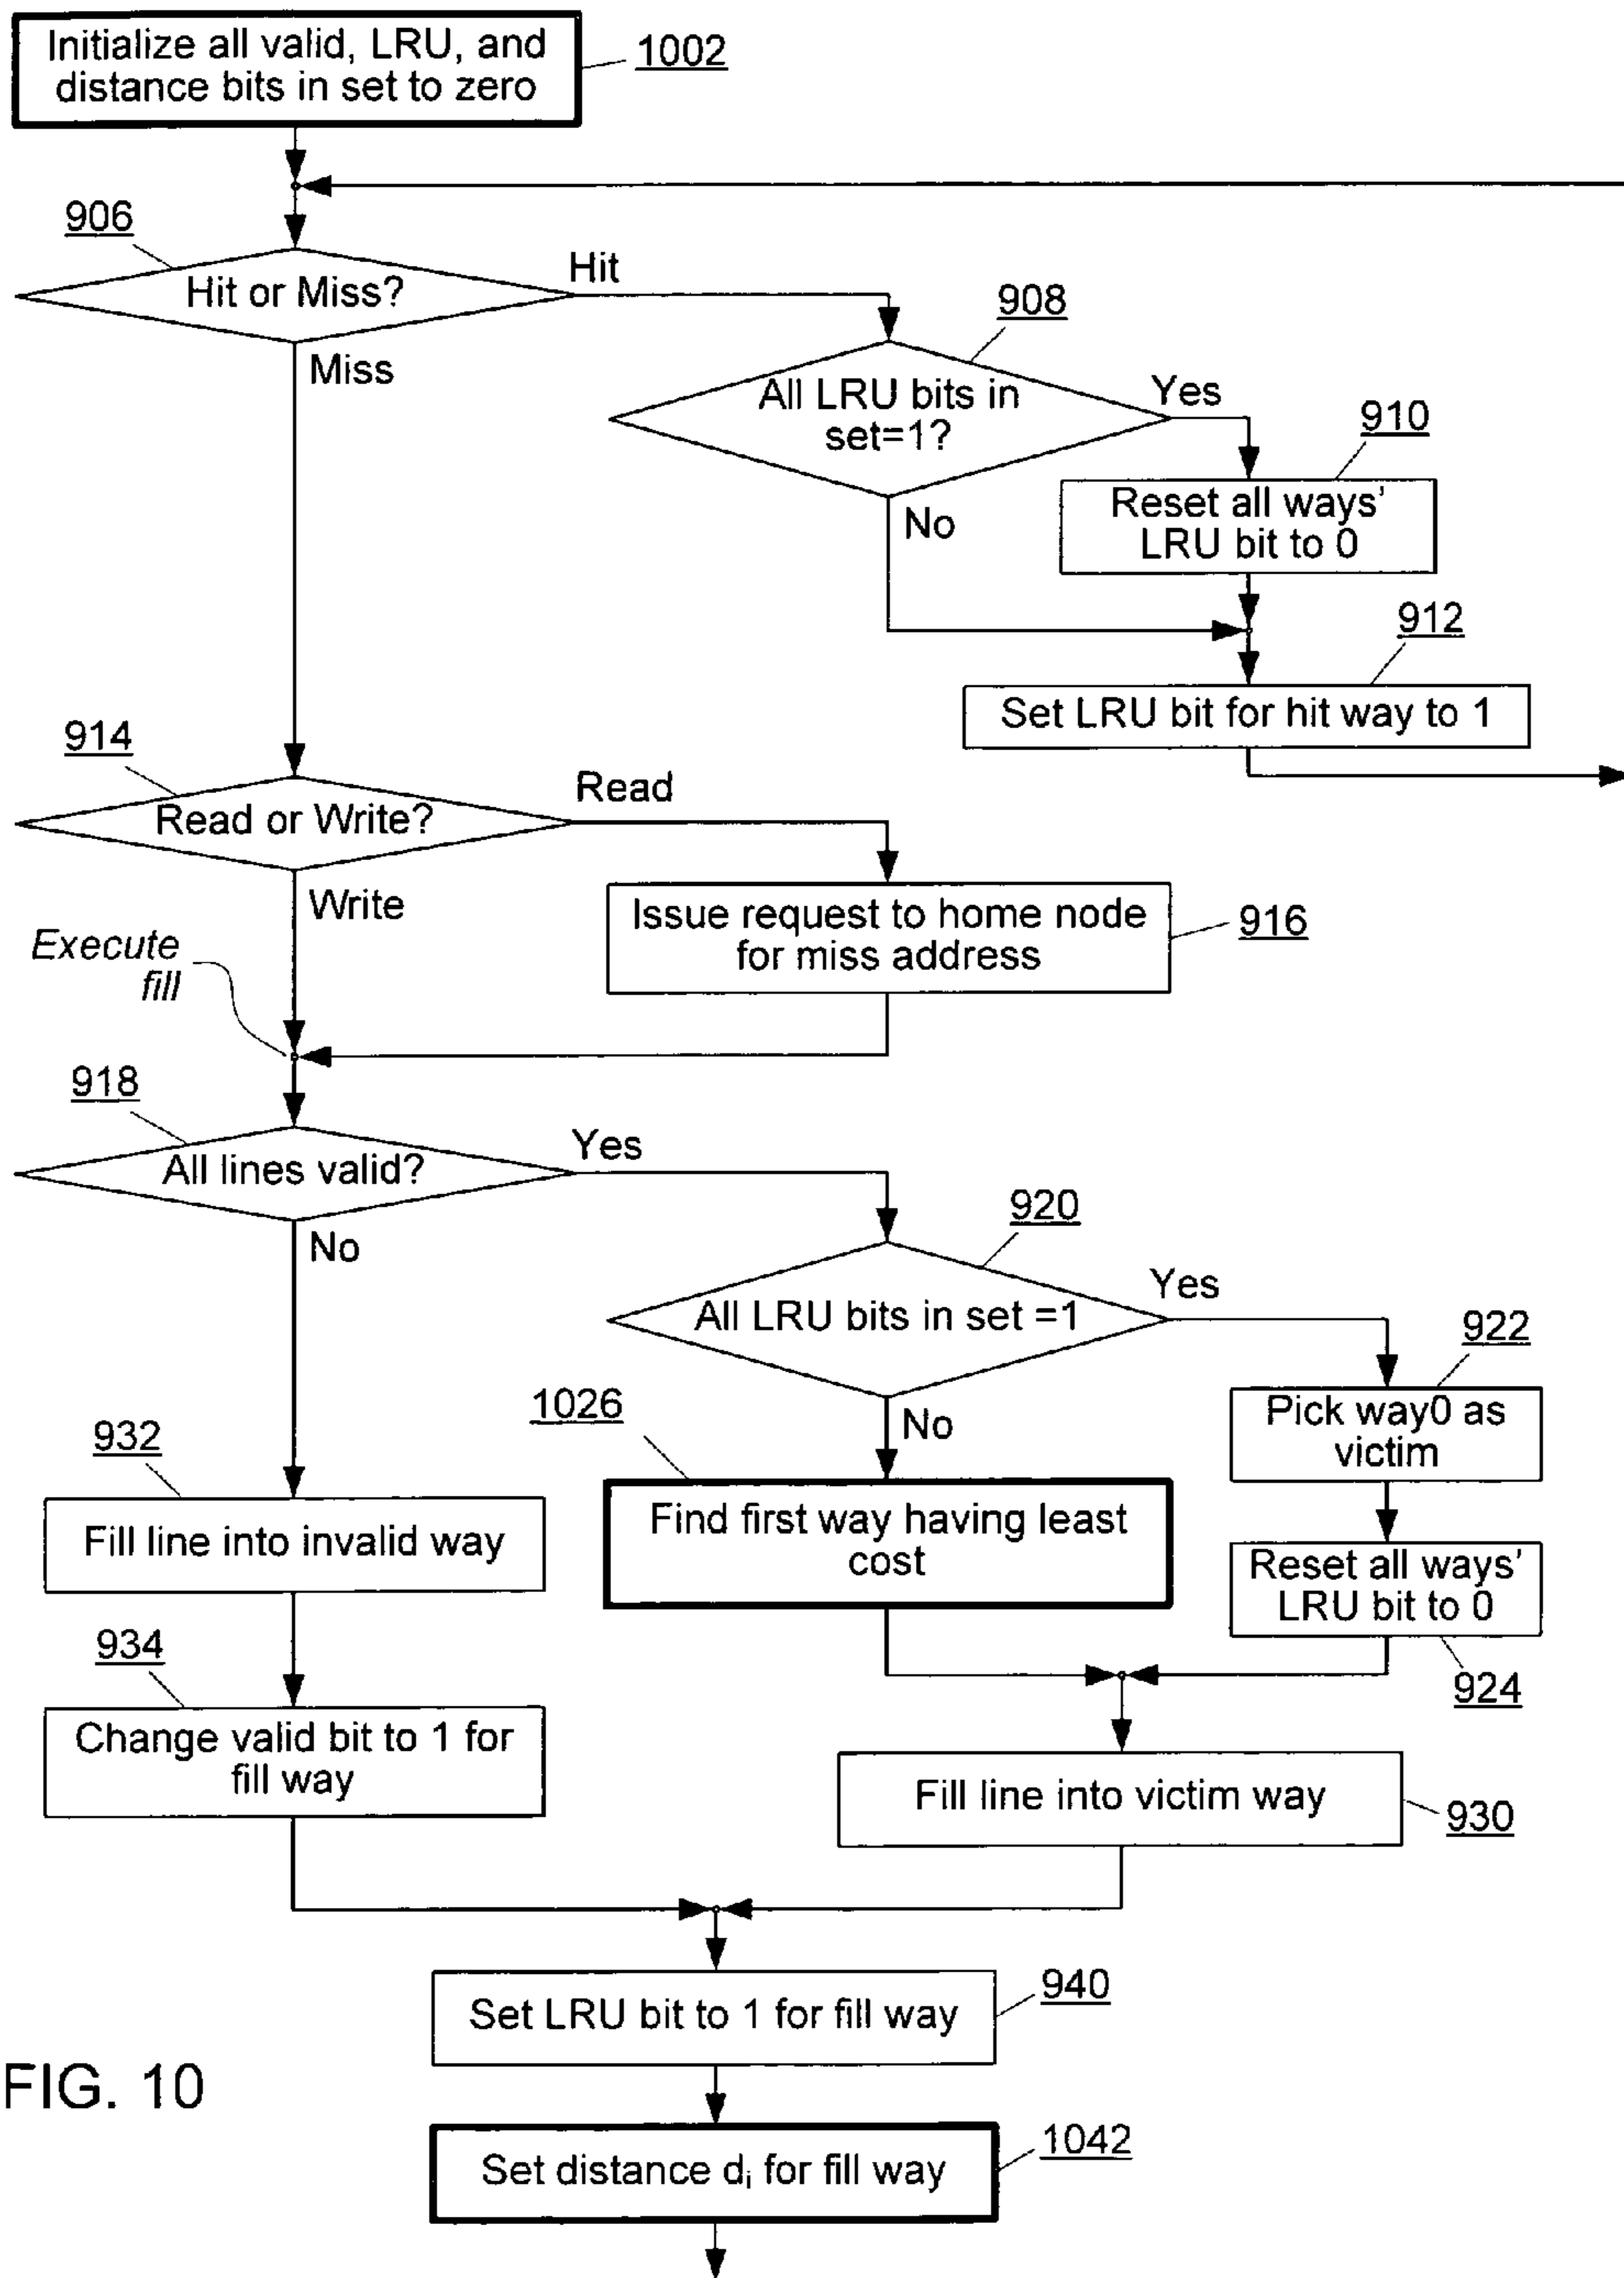 Initialize all valid, LRU, and
distance bits in set to zero
1002
906
Hit or Miss?
Hit
Miss
908
All LRU bits in
set=1?
Yes
No
910
Reset all ways'
LRU bit to 0
912
Set LRU bit for hit way to 1
914
Read or Write?
Read
Write
Issue request to home node
for miss address
916
Execute
fill
918
All lines valid?
Yes
No
920
All LRU bits in set =1
Yes
No
922
Pick way0 as
victim
1026
Find first way having least
cost
Reset all ways'
LRU bit to 0
924
932
Fill line into invalid way
934
Change valid bit to 1 for
fill way
Fill line into victim way
930
940
Set LRU bit to 1 for fill way
1042
Set distance di for fill way
FIG. 10